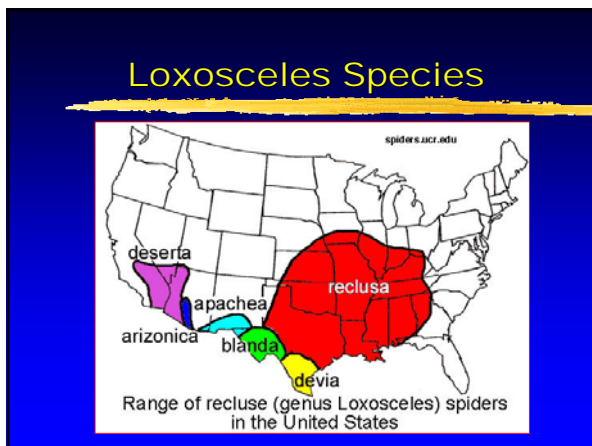 Loxosceles Species
spiders.ucr.edu
deserta
reclusa
apachea
arizonica
blanda
devia
Range of recluse (genus Loxosceles) spiders
in the United States